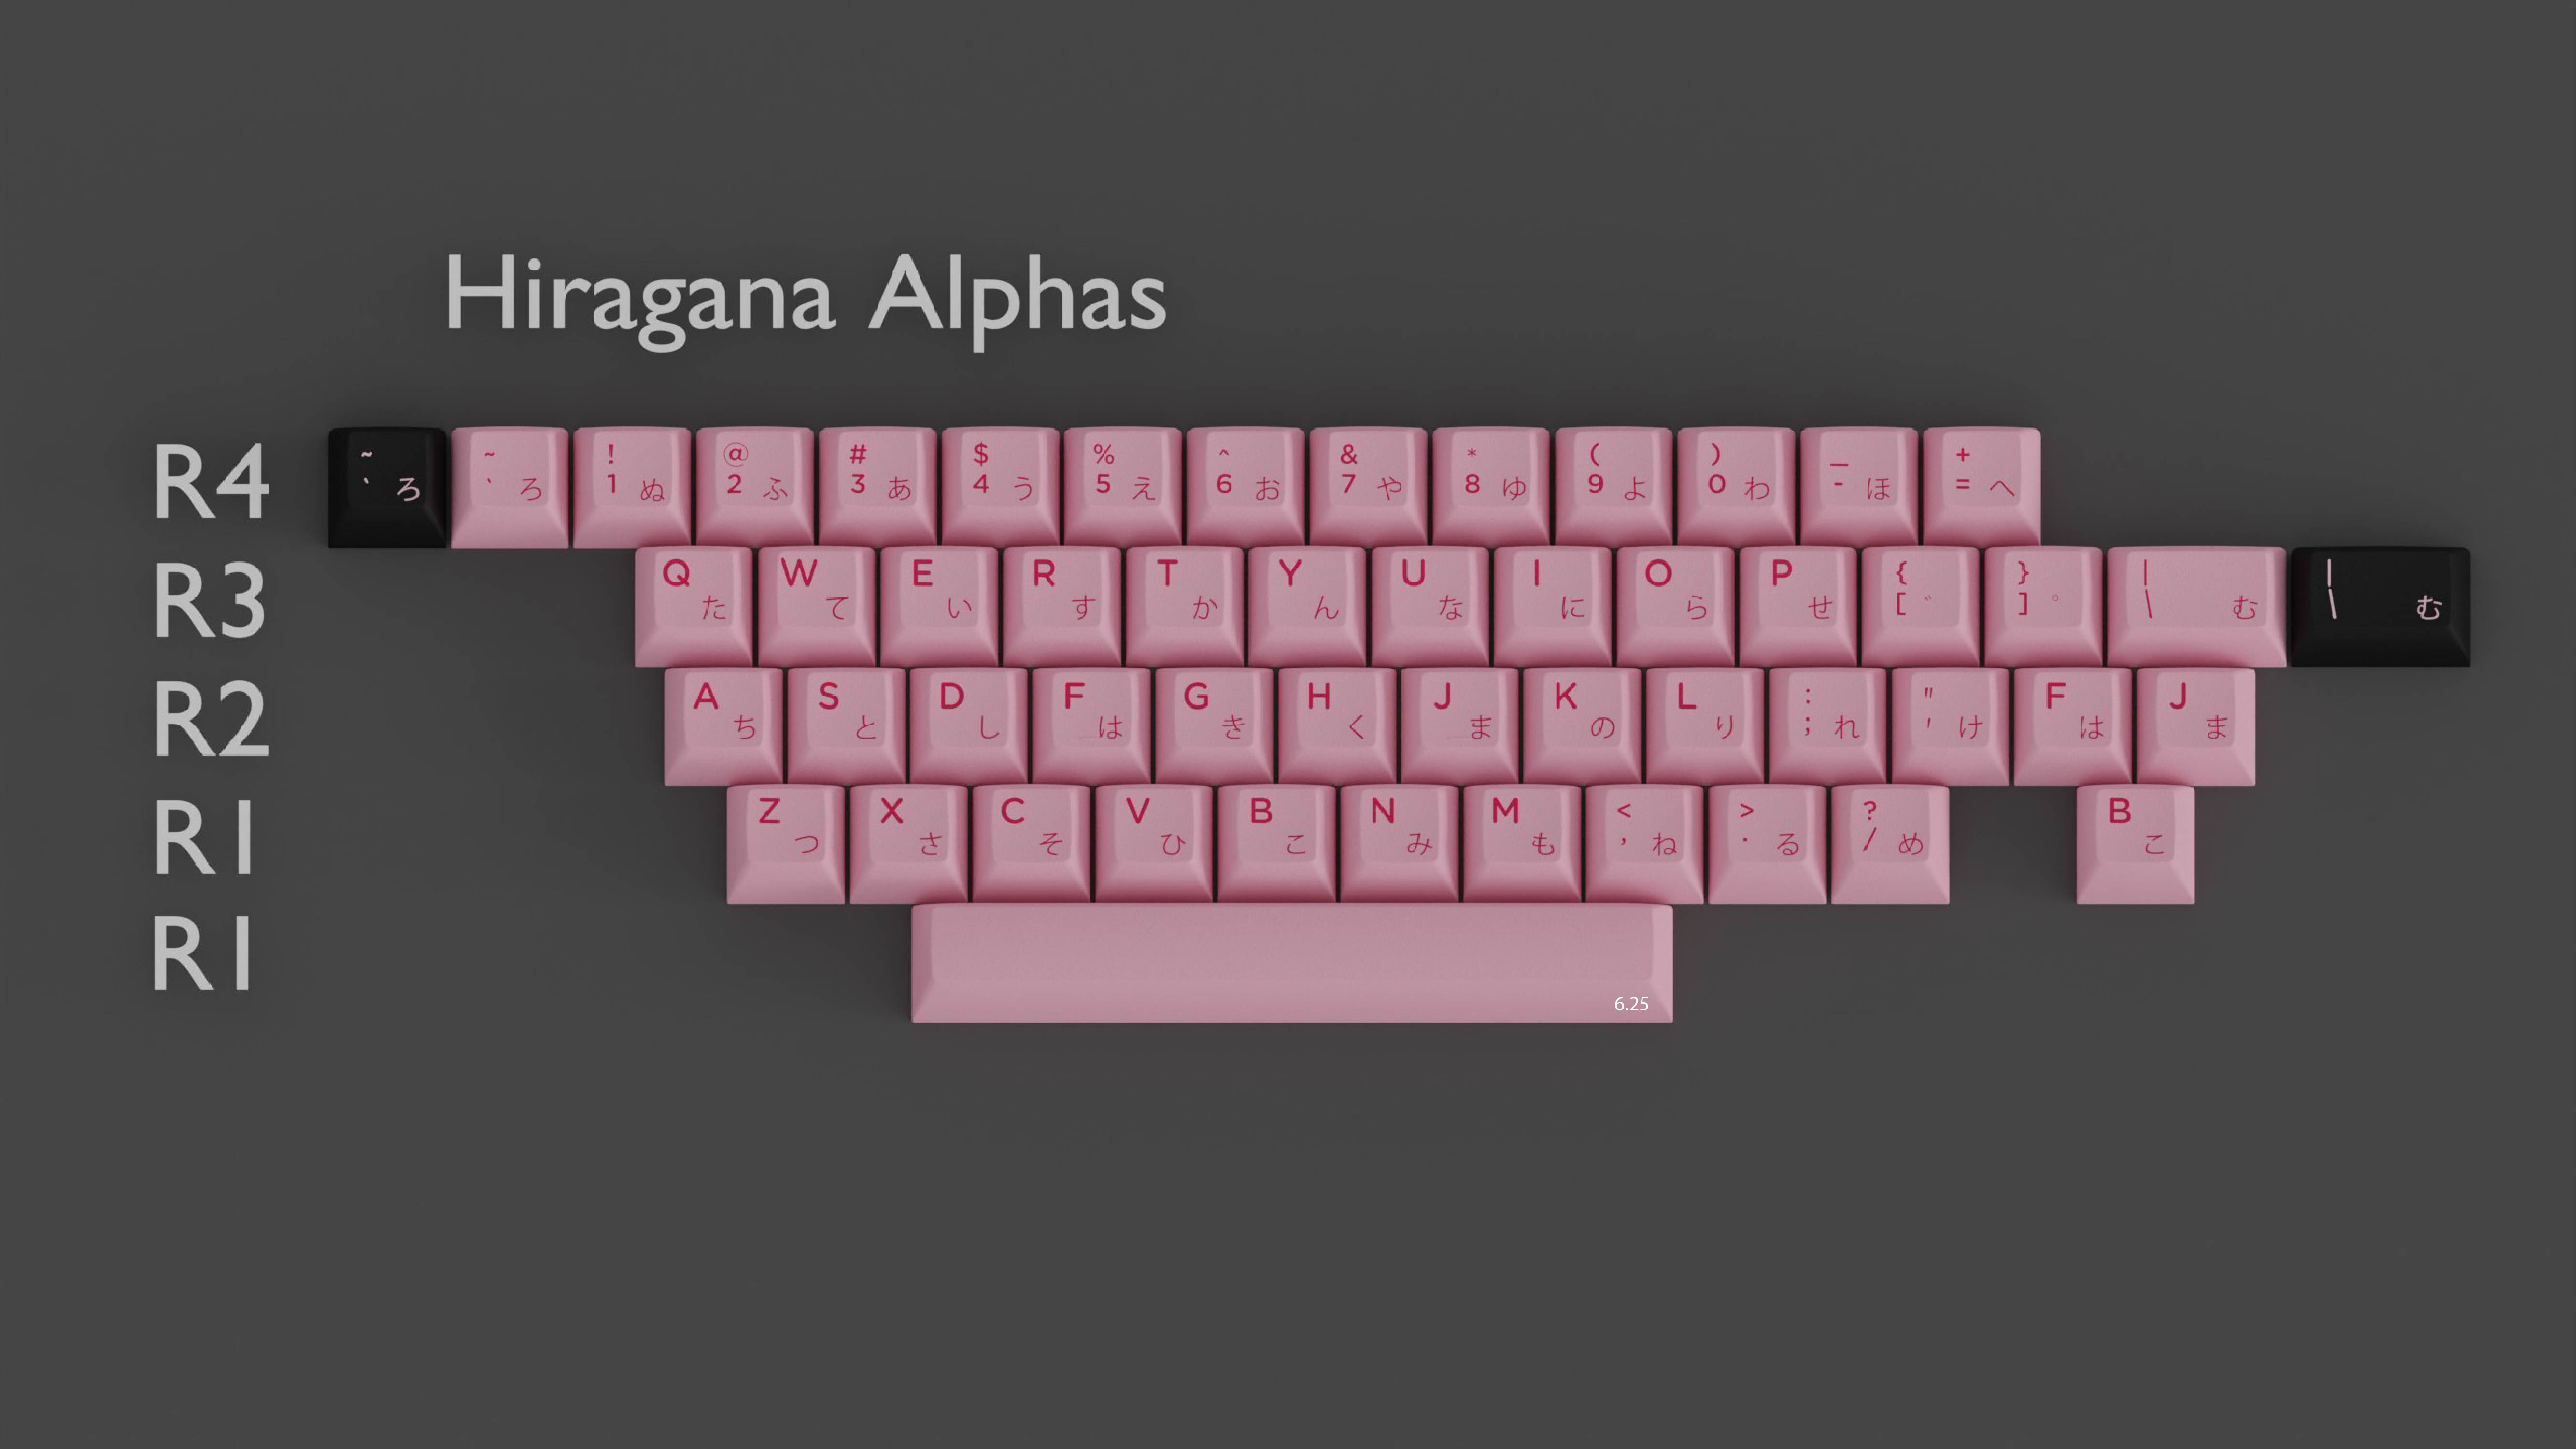 Hiragana Alphas
R4 ~ ` ろ ~ ` ろ ! 1 ぬ @ 2 ふ # 3 あ $ 4 う % 5 え ^ 6 お & 7 や * 8 ゆ ( 9 よ ) 0 わ _ - ほ + = へ
R3 Q た W て E い R す T か Y ん U な I に O ら P せ { [ ゛ } ] ゜ | \ む | \ む
R2 A ち S と D し F は G き H く J ま K の L り : ; れ " ' け F は J ま
R1 Z つ X さ C そ V ひ B こ N み M も < , ね > . る ? / め B こ
R1 6.25